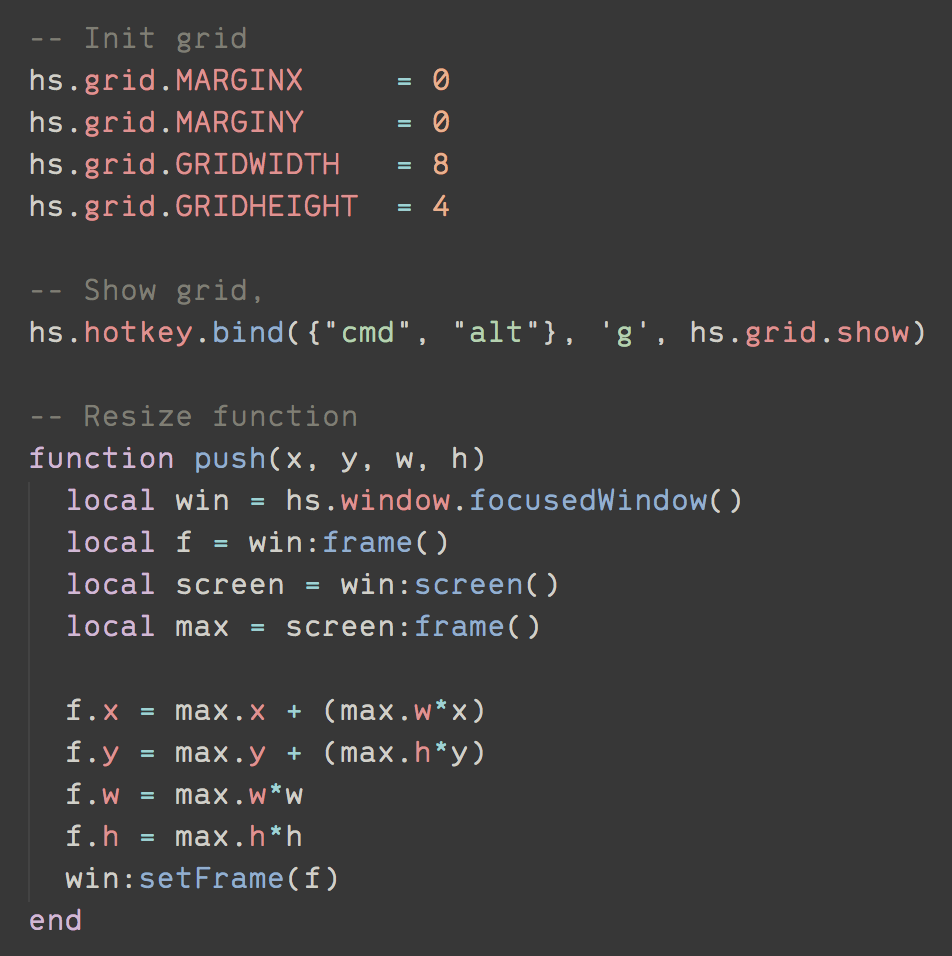 -- Init grid
hs.grid.MARGINX     = 0
hs.grid.MARGINY     = 0
hs.grid.GRIDWIDTH   = 8
hs.grid.GRIDHEIGHT  = 4
-- Show grid,
hs.hotkey.bind({"cmd", "alt"}, 'g', hs.grid.show)
-- Resize function
function push(x, y, w, h)
  local win = hs.window.focusedWindow()
  local f = win:frame()
  local screen = win:screen()
  local max = screen:frame()
  f.x = max.x + (max.w*x)
  f.y = max.y + (max.h*y)
  f.w = max.w*w
  f.h = max.h*h
  win:setFrame(f)
end